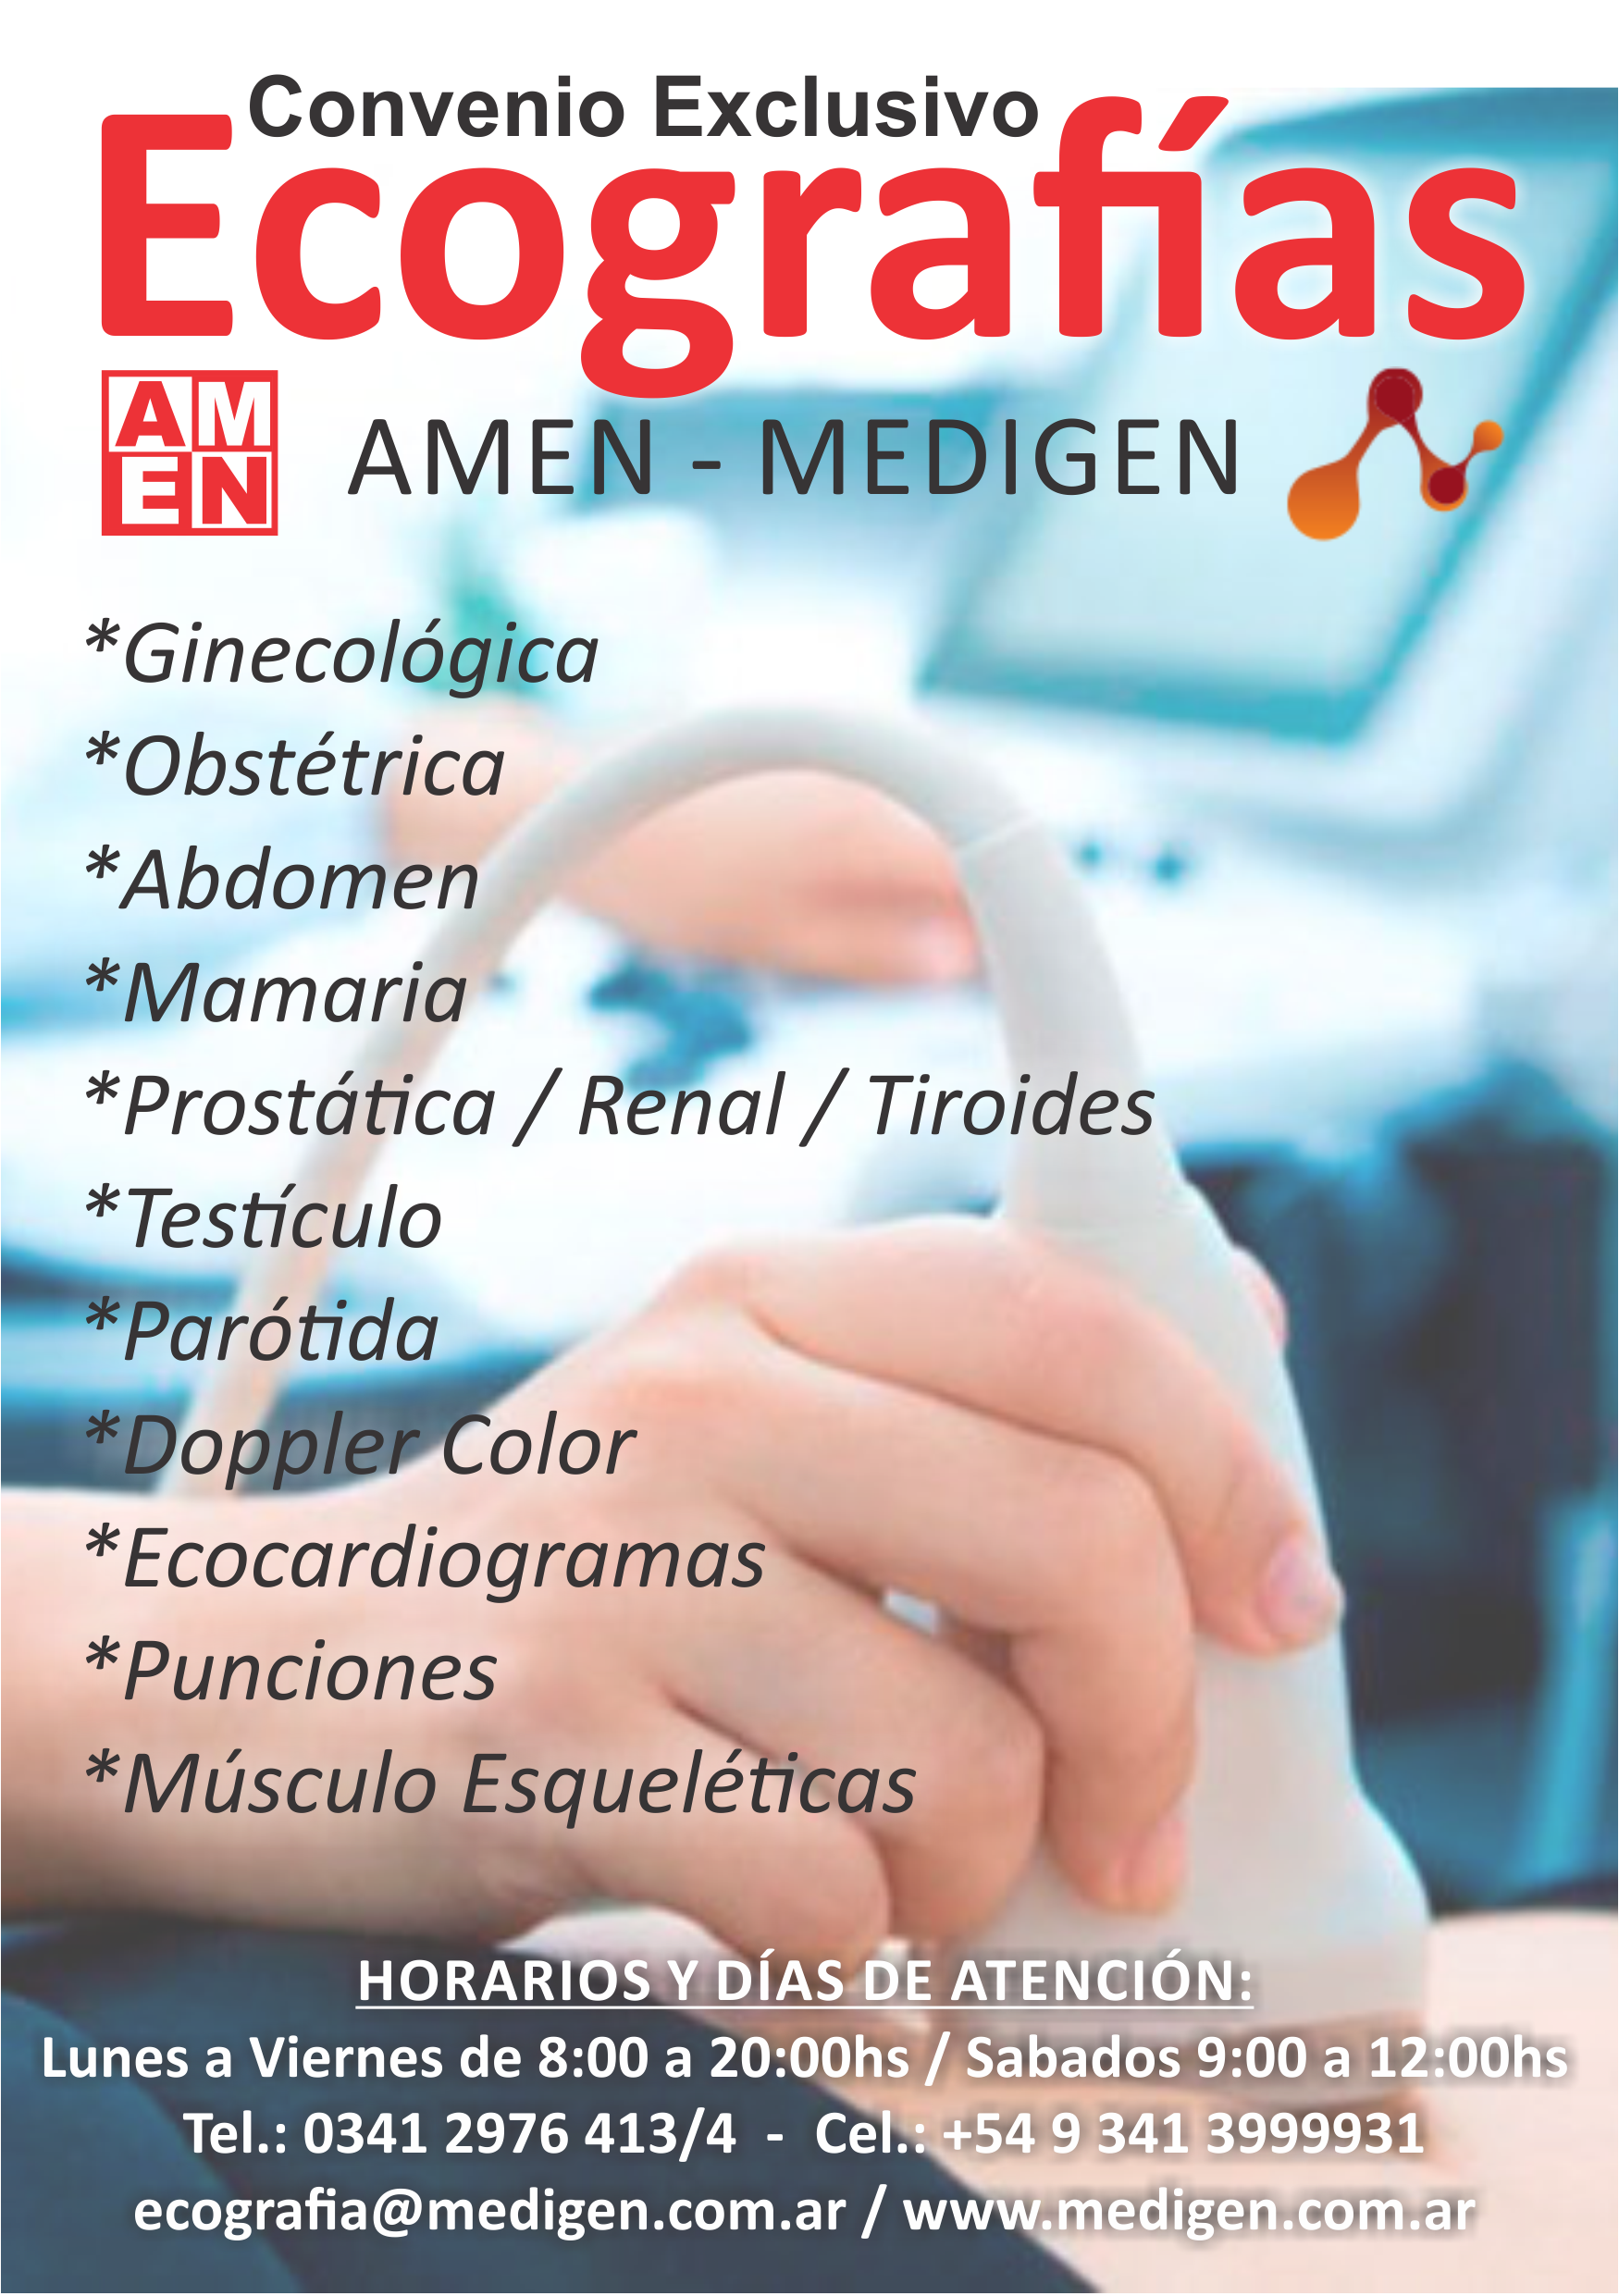 Convenio Exclusivo
Ecografías
AM
EN
AMEN - MEDIGEN
*Ginecológica
*Obstétrica
*Abdomen
*Mamaria
*Prostática / Renal / Tiroides
*Testículo
*Parótida
*Doppler Color
*Ecocardiogramas
*Punciones
*Músculo Esqueléticas
HORARIOS Y DÍAS DE ATENCIÓN:
Lunes a Viernes de 8:00 a 20:00hs / Sabados 9:00 a 12:00hs
Tel.: 0341 2976 413/4 - Cel.: +54 9 341 3999931
ecografia@medigen.com.ar / www.medigen.com.ar